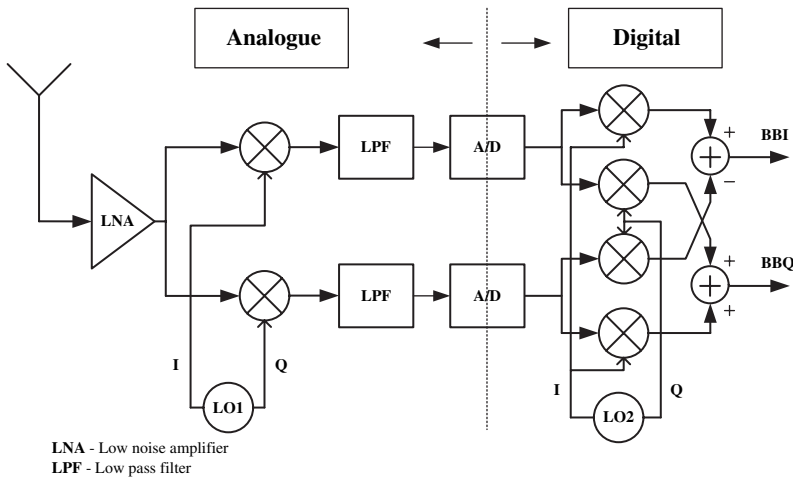 Analogue
Digital
LNA
LPF
A/D
+
+
−
BBI
LPF
A/D
+
+
+
BBQ
I
Q
LO1
I
Q
LO2
LNA - Low noise amplifier
LPF - Low pass filter